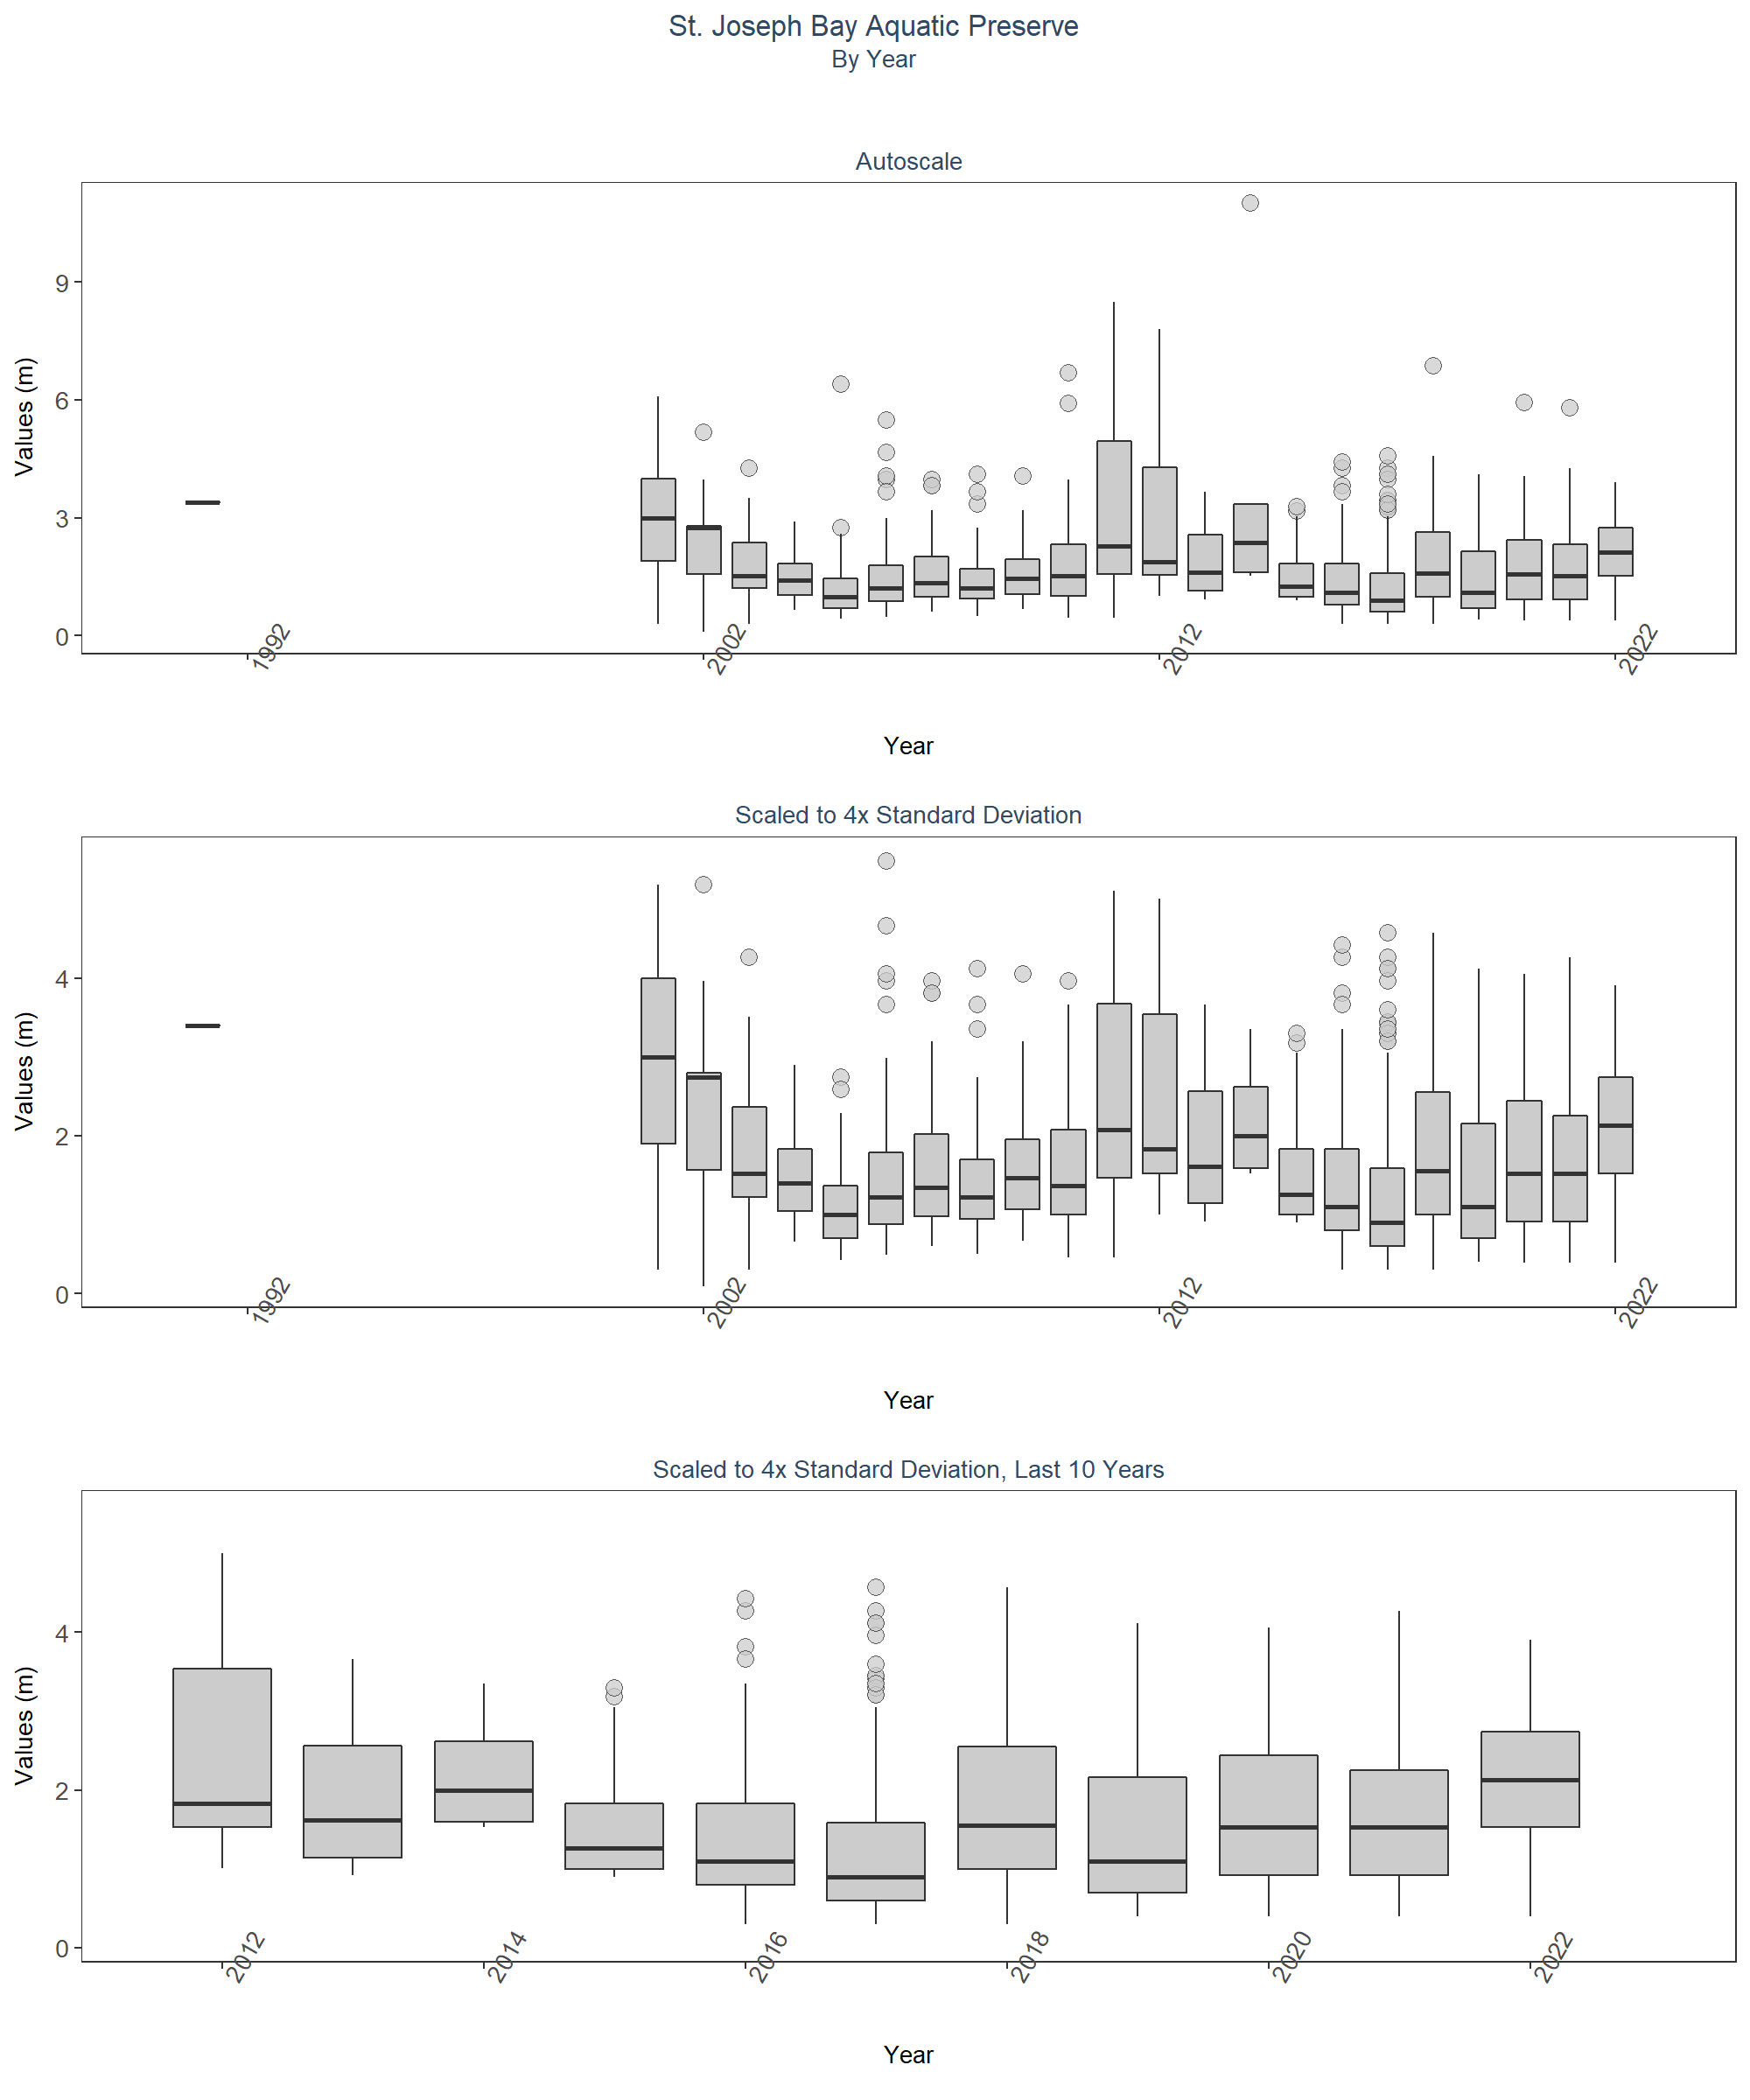 St. Joseph Bay Aquatic Preserve
By Year
Autoscale
Values (m)
9
6
3
0
1992
2002
2012
2022
Year
Scaled to 4x Standard Deviation
Values (m)
4
2
0
1992
2002
2012
2022
Year
Scaled to 4x Standard Deviation, Last 10 Years
Values (m)
4
2
0
2012
2014
2016
2018
2020
2022
Year